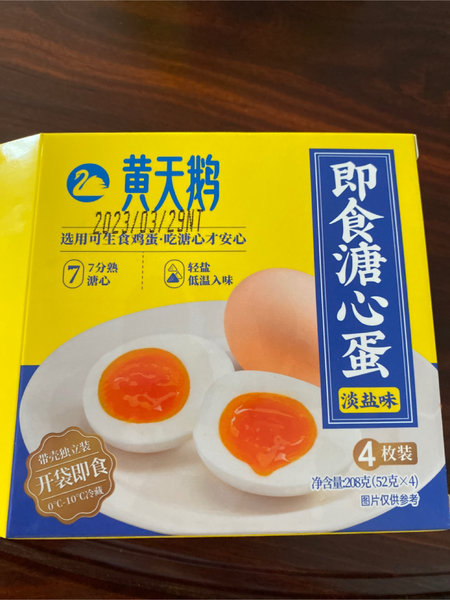 黄天鹅
2023/03/29NT
选用可生食鸡蛋·吃溏心才安心
7
7分熟
溏心
轻盐
低温入味
即食溏心蛋
淡盐味
4枚装
净含量:208克(52克×4)
图片仅供参考
带壳独立装
开袋即食
0℃-10℃冷藏